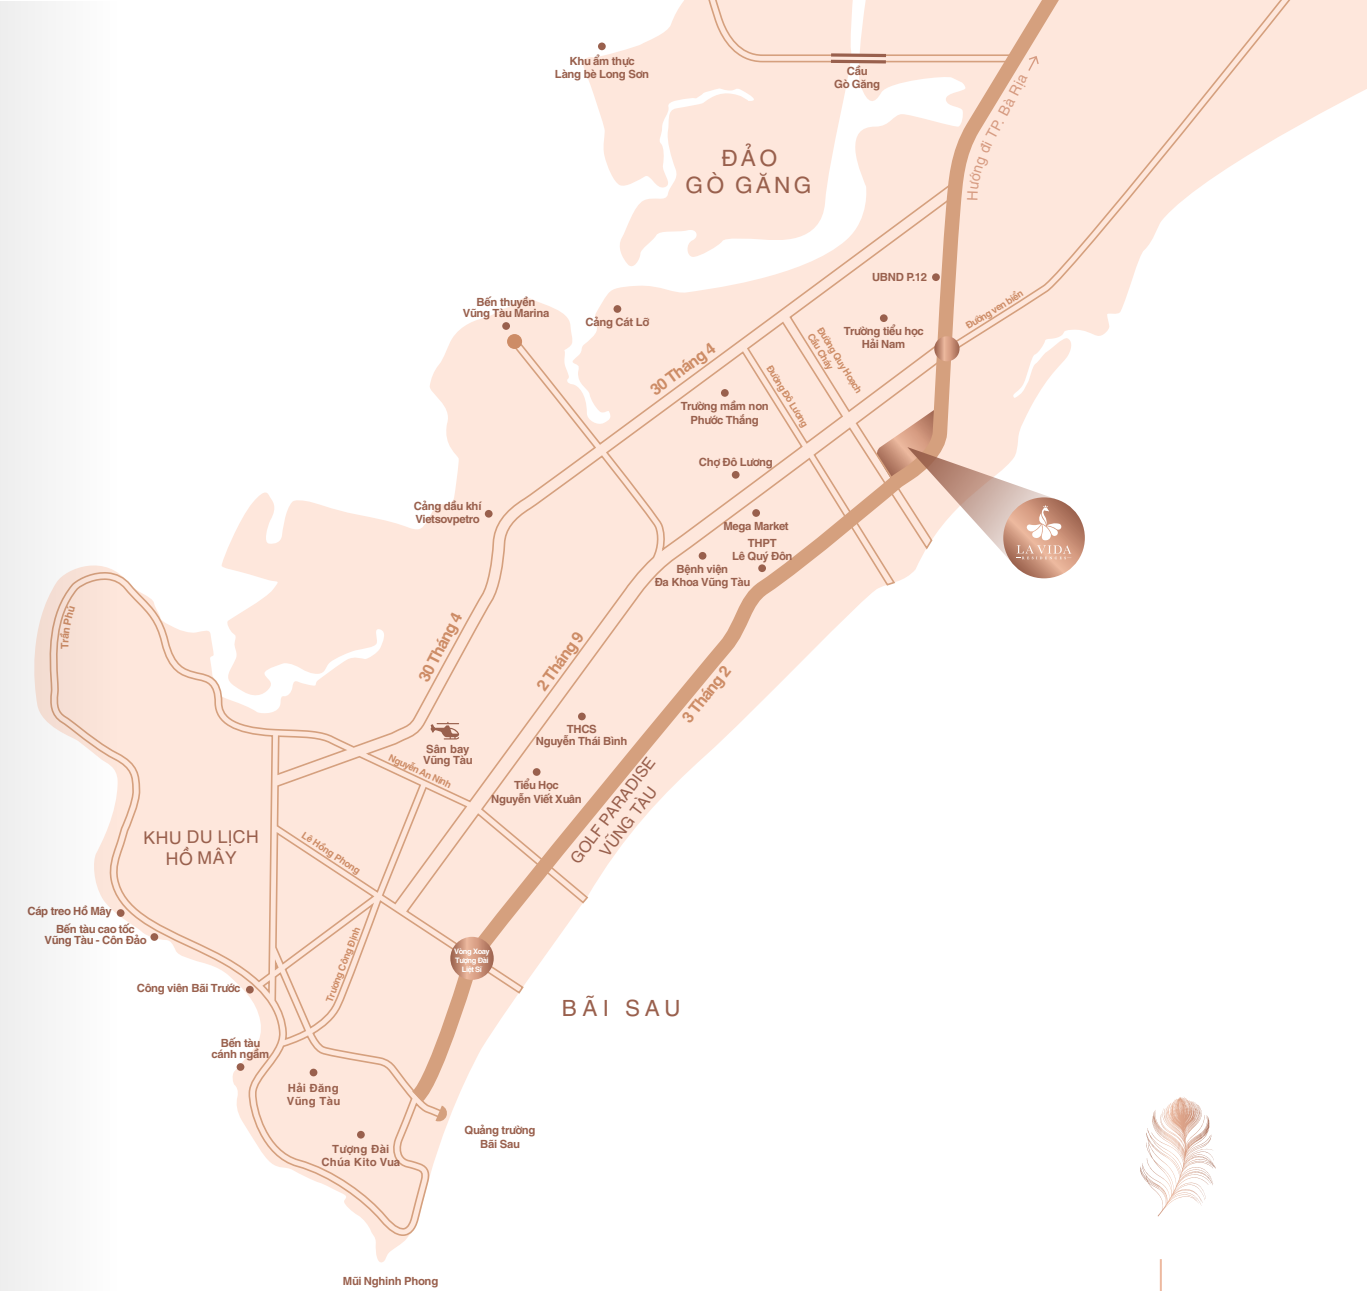 Khu ẩm thực
Làng bè Long Sơn
Cầu
Gò Găng
Hướng đi TP. Bà Rịa
ĐẢO
GÒ GĂNG
UBND P.12
Bến thuyền
Vũng Tàu Marina
Cảng Cát Lỡ
Đường ven biển
Trường tiểu học
Hải Nam
Đường Quy Hoạch
Cầu Cháy
30 Tháng 4
Đường Đô Lương
Trường mầm non
Phước Thắng
Chợ Đô Lương
Cảng dầu khí
Vietsovpetro
Mega Market
THPT
Lê Quý Đôn
Bệnh viện
Đa Khoa Vũng Tàu
LA VIDA
RESIDENCES
Trần Phú
30 Tháng 4
2 Tháng 9
3 Tháng 2
THCS
Nguyễn Thái Bình
Sân bay
Vũng Tàu
Nguyễn An Ninh
Tiểu Học
Nguyễn Viết Xuân
GOLF PARADISE
VŨNG TÀU
KHU DU LỊCH
HỒ MÂY
Lê Hồng Phong
Cáp treo Hồ Mây
Bến tàu cao tốc
Vũng Tàu - Côn Đảo
Trương Công Định
Vòng Xoay
Tượng Đài
Liệt Sĩ
Công viên Bãi Trước
BÃI SAU
Bến tàu
cánh ngầm
Hải Đăng
Vũng Tàu
Quảng trường
Bãi Sau
Tượng Đài
Chúa Kito Vua
Mũi Nghinh Phong